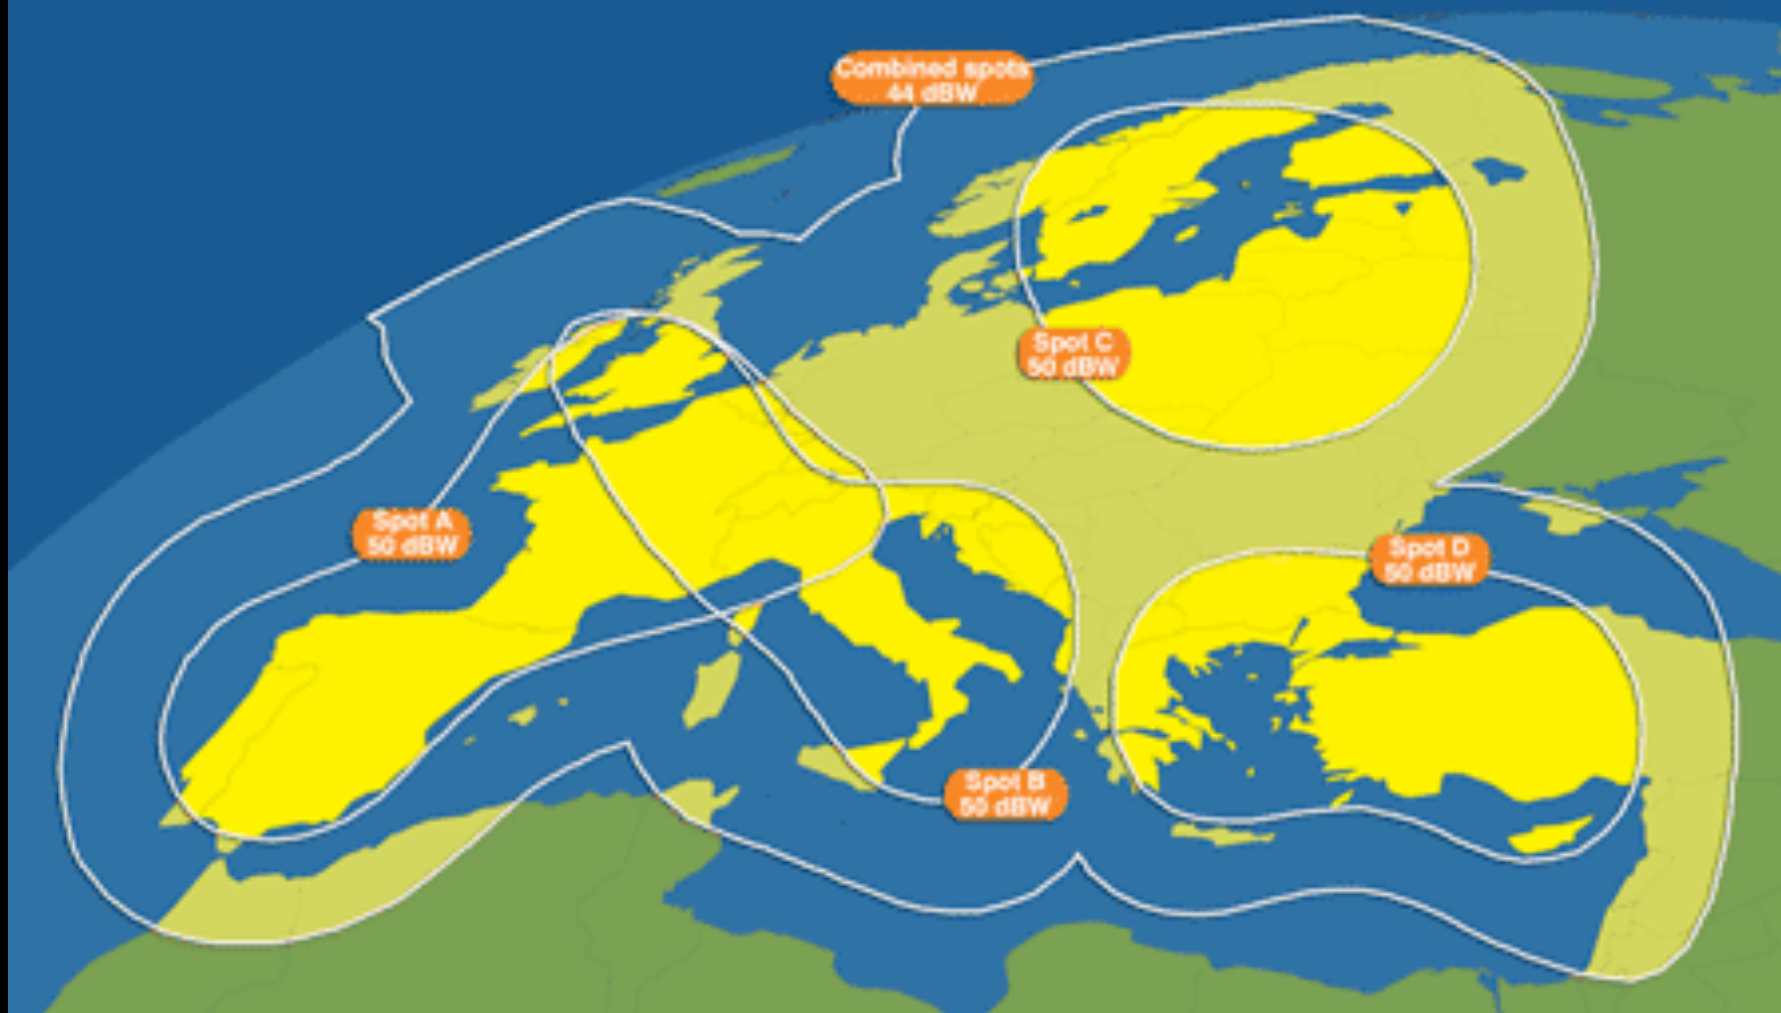 Combined spots
44 dBW
Spot C
50 dBW
Spot A
50 dBW
Spot D
50 dBW
Spot B
50 dBW